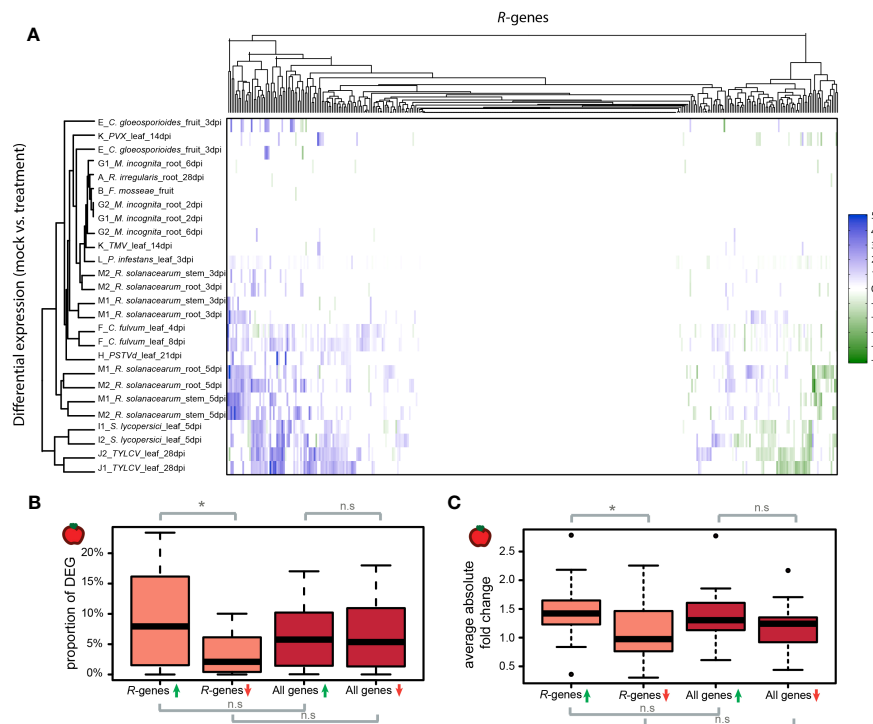 R-genes
A
Differential expression (mock vs. treatment)
E_C. gloeosporioides_fruit_3dpi
K_PVX_leaf_14dpi
E_C. gloeosporioides_fruit_3dpi
G1_M. incognita_root_6dpi
A_R. irregularis_root_28dpi
B_F. mosseae_fruit
G2_M. incognita_root_2dpi
G1_M. incognita_root_2dpi
G2_M. incognita_root_6dpi
K_TMV_leaf_14dpi
L_P. infestans_leaf_3dpi
M2_R. solanacearum_stem_3dpi
M2_R. solanacearum_root_3dpi
M1_R. solanacearum_stem_3dpi
M1_R. solanacearum_root_3dpi
F_C. fulvum_leaf_4dpi
F_C. fulvum_leaf_8dpi
H_PSTVd_leaf_21dpi
M1_R. solanacearum_root_5dpi
M2_R. solanacearum_root_5dpi
M1_R. solanacearum_stem_5dpi
M2_R. solanacearum_stem_5dpi
I1_S. lycopersici_leaf_5dpi
I2_S. lycopersici_leaf_5dpi
J2_TYLCV_leaf_28dpi
J1_TYLCV_leaf_28dpi
4
2
0
B
* n.s
proportion of DEG
20%
15%
10%
5%
0%
R-genes R-genes All genes All genes
n.s
n.s
C
* n.s
average absolute
fold change
2.5
2.0
1.5
1.0
0.5
R-genes R-genes All genes All genes
n.s
n.s